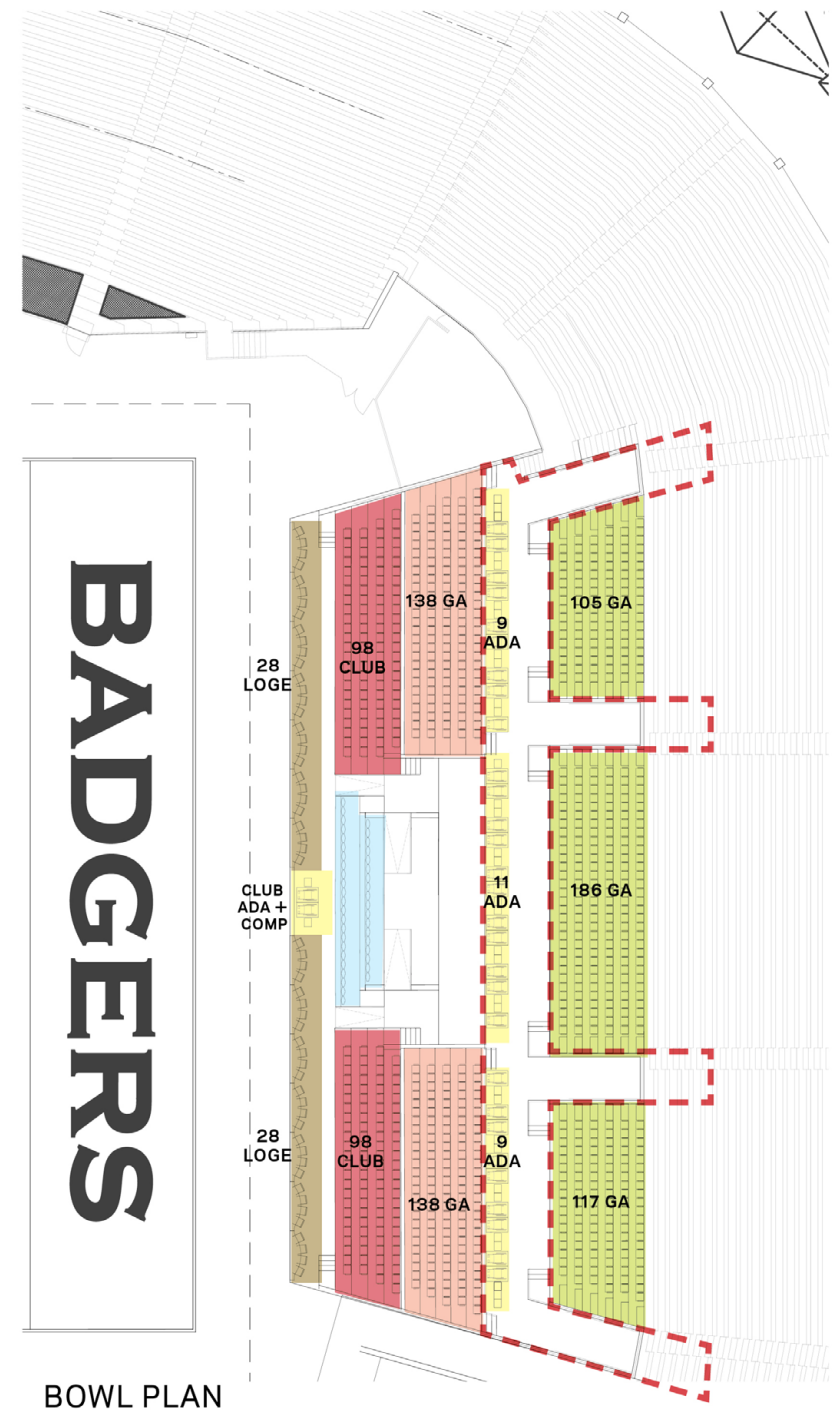 BADGERS
138 GA
105 GA
9
ADA
98
CLUB
28
LOGE
CLUB
ADA +
COMP
11
ADA
186 GA
28
LOGE
98
CLUB
9
ADA
138 GA
117 GA
BOWL PLAN